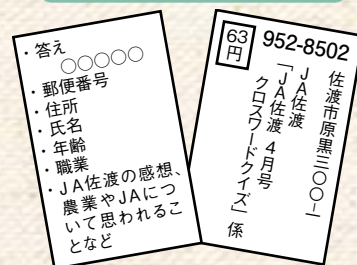 ・答え
○○○○○
・郵便番号
・住所
・氏名
・年齢
・職業
・JA佐渡の感想、
農業やJAにつ
いて思われるこ
となど
63
円
952-8502
佐渡市原黒三〇〇-一
JA佐渡
「JA佐渡 4月号
クロスワードクイズ」係